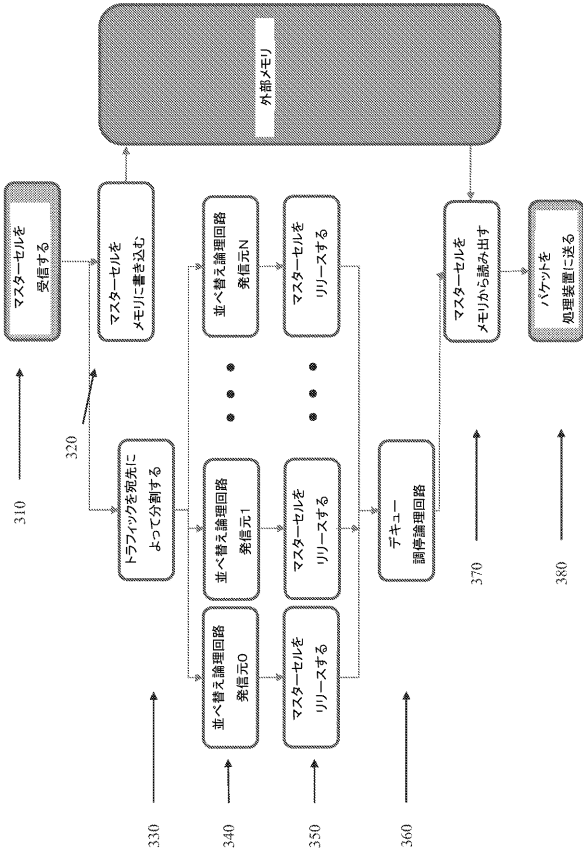 310
マスターセルを
受信する
320
マスターセルを
メモリに書き込む
外部メモリ
330
トラフィックを宛先に
よって分割する
340
並べ替え論理回路
発信元0
並べ替え論理回路
発信元1
並べ替え論理回路
発信元N
350
マスターセルを
リリースする
マスターセルを
リリースする
マスターセルを
リリースする
360
デキュー
調停論理回路
370
マスターセルを
メモリから読み出す
380
パケットを
処理装置に送る